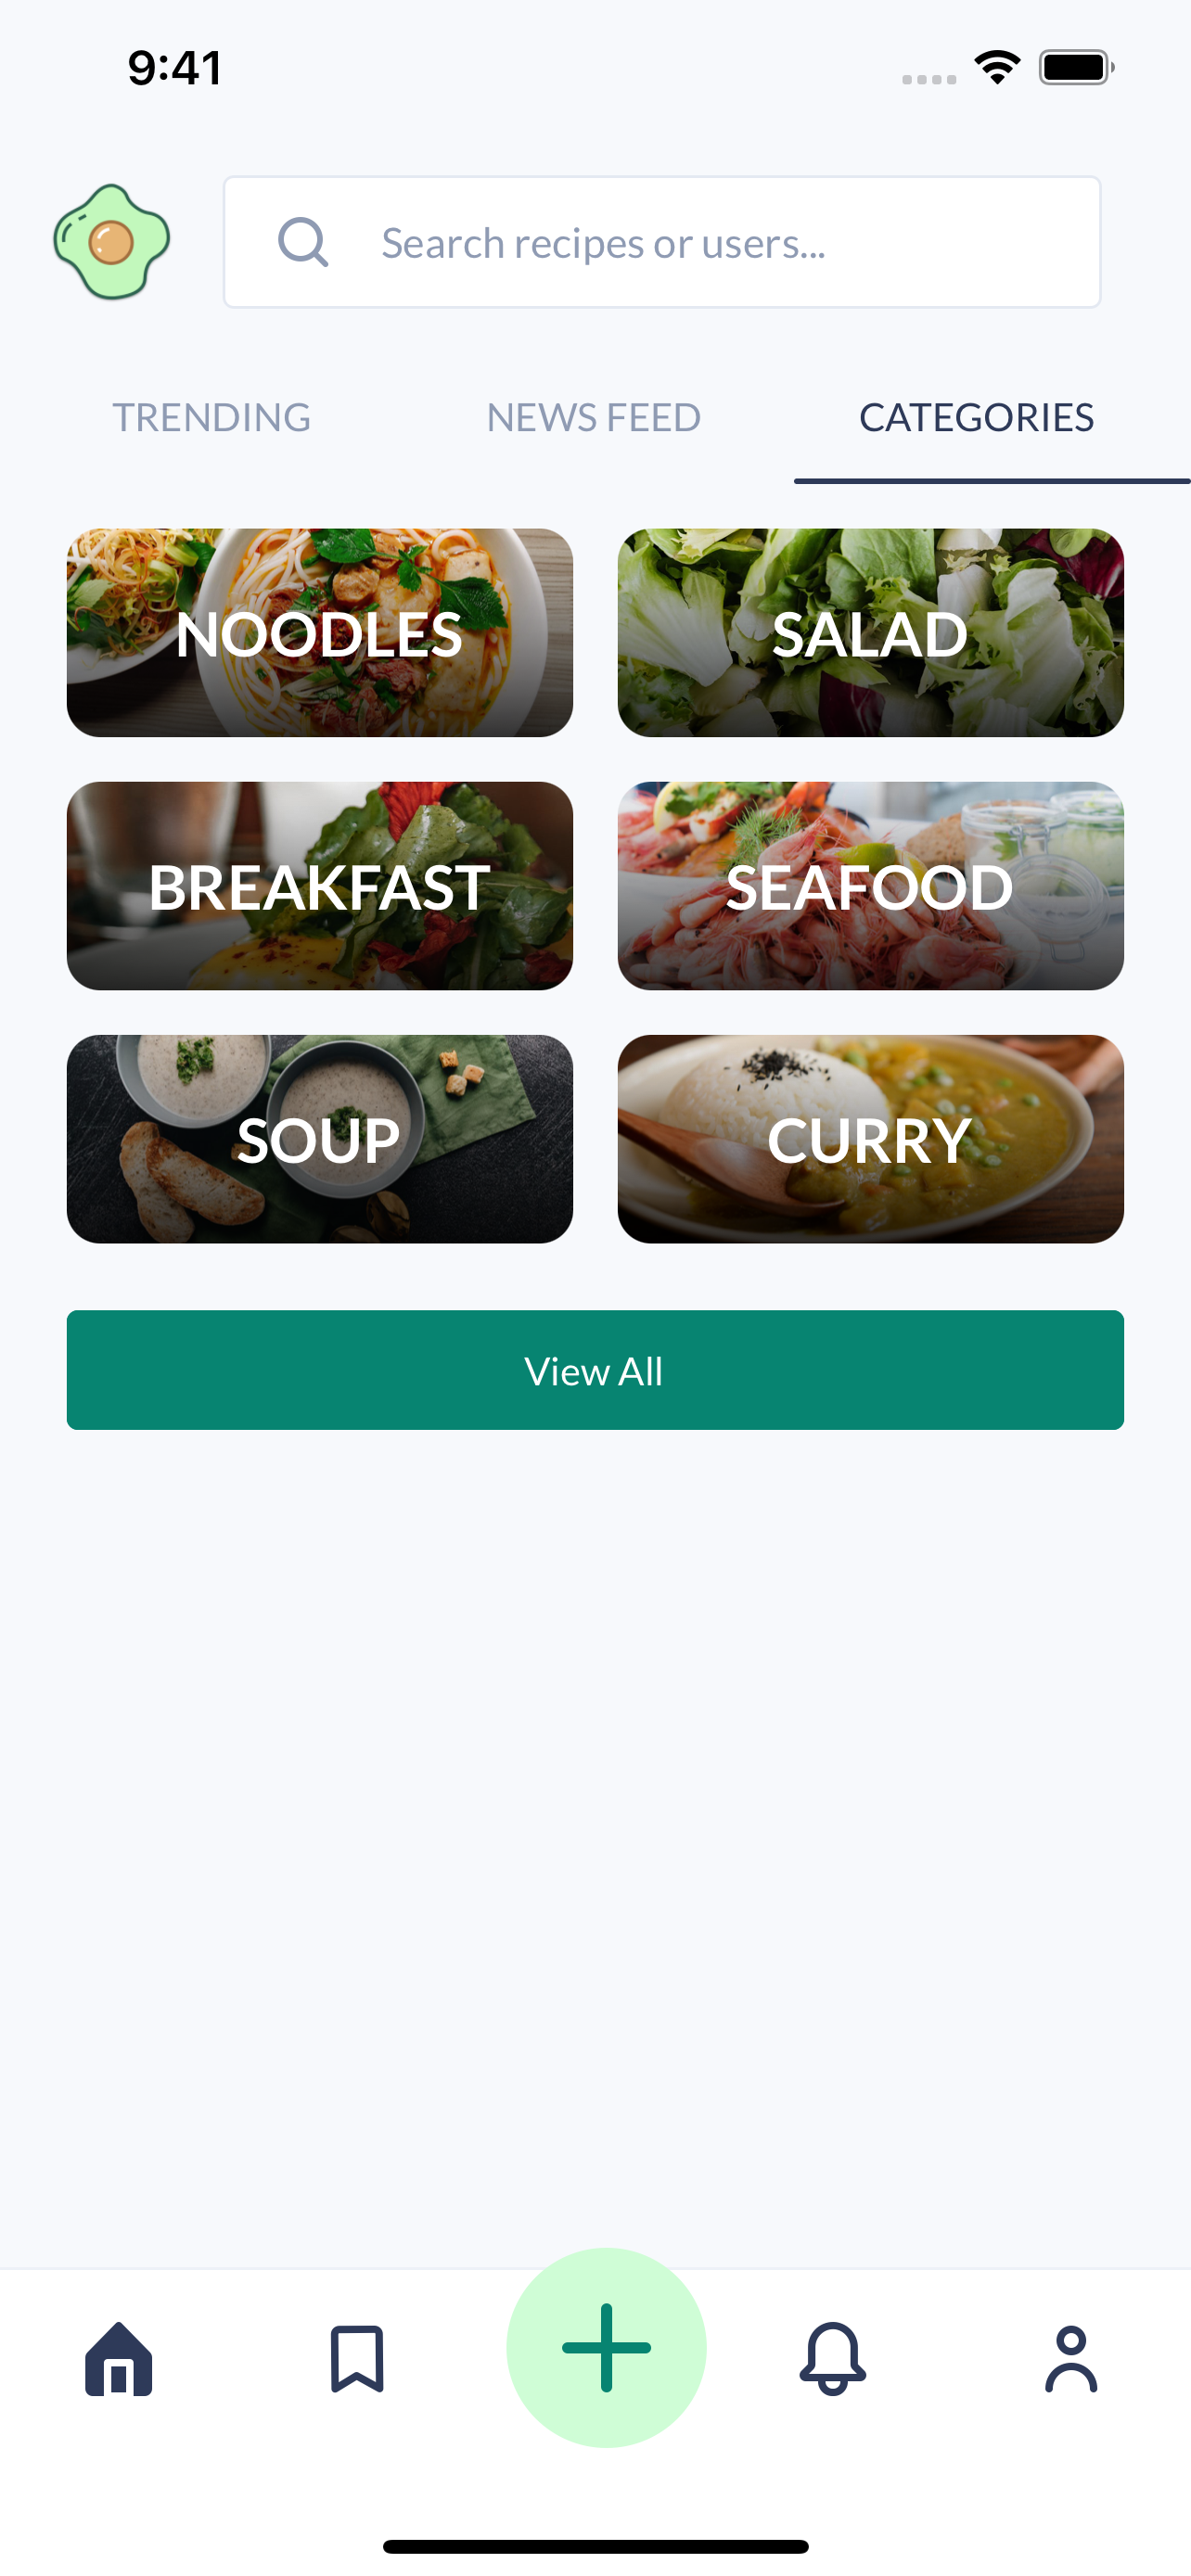 9:41
Search recipes or users...
TRENDING NEWS FEED CATEGORIES
NOODLES SALAD
BREAKFAST SEAFOOD
SOUP CURRY
View All